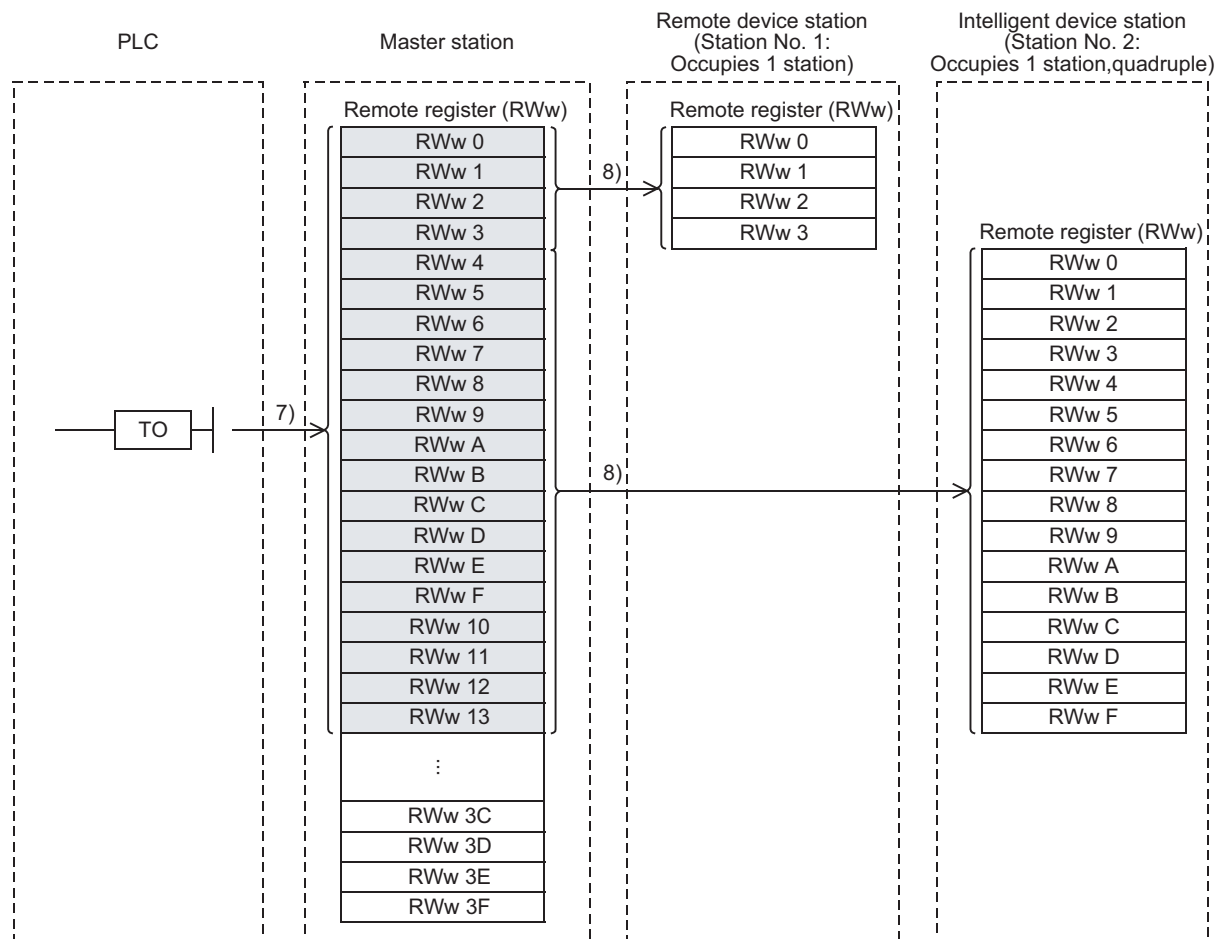 PLC
Master station
Remote device station
(Station No. 1:
Occupies 1 station)
Intelligent device station
(Station No. 2:
Occupies 1 station,quadruple)
Remote register (RWw)
RWw 0
RWw 1
RWw 2
RWw 3
RWw 4
RWw 5
RWw 6
RWw 7
RWw 8
RWw 9
RWw A
RWw B
RWw C
RWw D
RWw E
RWw F
RWw 10
RWw 11
RWw 12
RWw 13
⋮
RWw 3C
RWw 3D
RWw 3E
RWw 3F
TO
7)
8)
8)
Remote register (RWw)
RWw 0
RWw 1
RWw 2
RWw 3
Remote register (RWw)
RWw 0
RWw 1
RWw 2
RWw 3
RWw 4
RWw 5
RWw 6
RWw 7
RWw 8
RWw 9
RWw A
RWw B
RWw C
RWw D
RWw E
RWw F